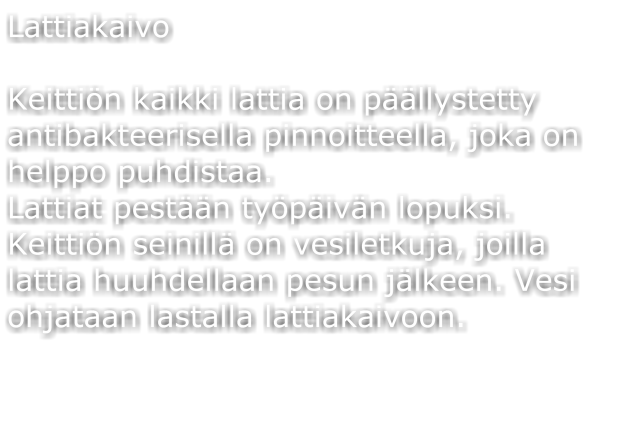 Lattiakaivo
Keittiön kaikki lattia on päällystetty
antibakteerisella pinnoitteella, joka on
helppo puhdistaa.
Lattiat pestään työpäivän lopuksi.
Keittiön seinillä on vesiletkuja, joilla
lattia huuhdellaan pesun jälkeen. Vesi
ohjataan lastalla lattiakaivoon.